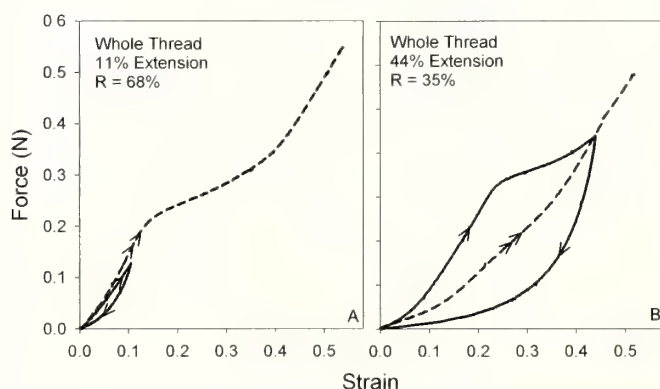 0.6
0.5
0.4
0.3
0.2
0.1
0.0
Force (N)
Whole Thread
11% Extension
R = 68%
A
0.0 0.1 0.2 0.3 0.4 0.5
Whole Thread
44% Extension
R = 35%
B
0.0 0.1 0.2 0.3 0.4 0.5
Strain